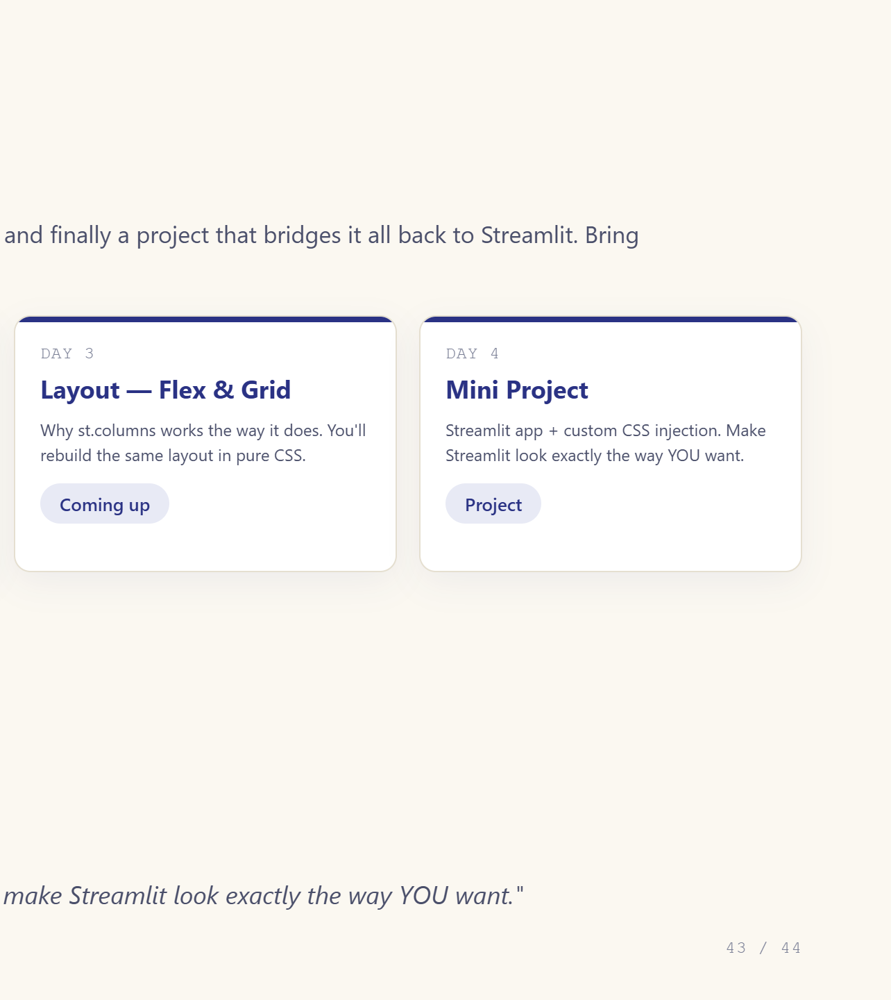 and finally a project that bridges it all back to Streamlit. Bring
DAY 3
Layout — Flex & Grid
Why st.columns works the way it does. You'll
rebuild the same layout in pure CSS.
Coming up
DAY 4
Mini Project
Streamlit app + custom CSS injection. Make
Streamlit look exactly the way YOU want.
Project
make Streamlit look exactly the way YOU want."
43 / 44